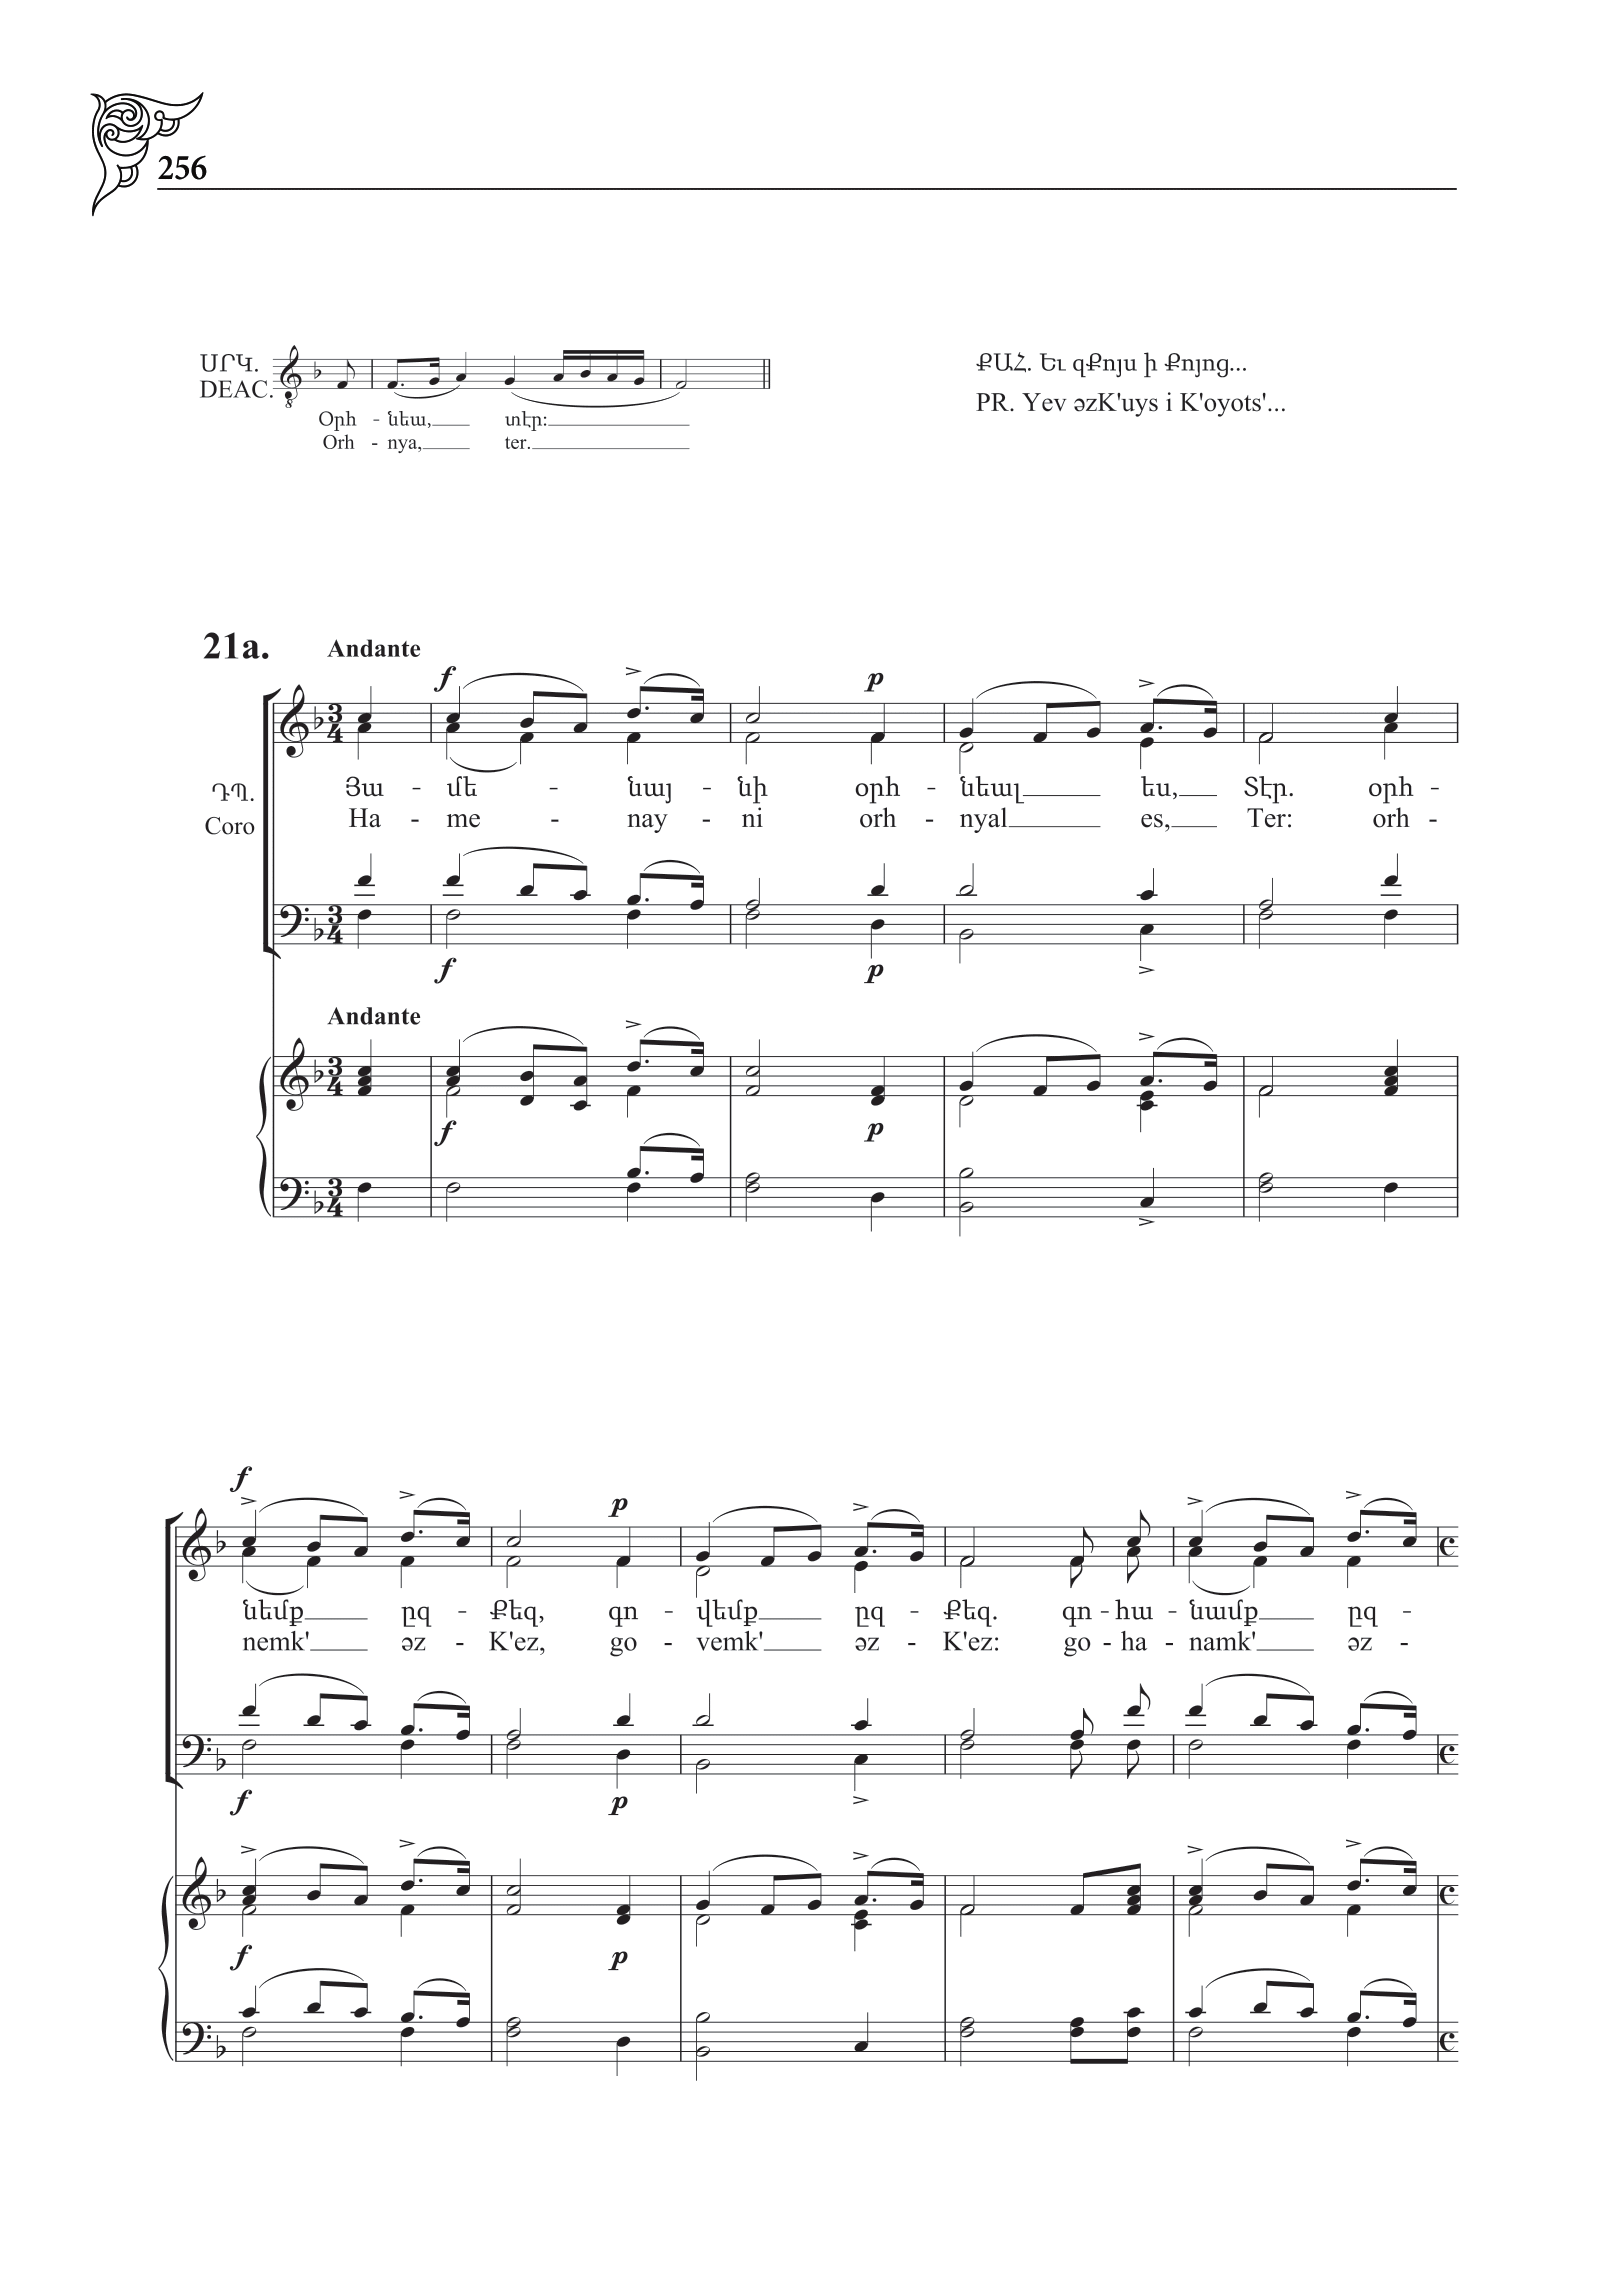 256
ՍՐԿ.
DEAC.
Օրհ - նեա, տէր:
Orh - nya, ter.
ՔԱՀ. Եւ զՔոյս ի Քոյոց...
PR. Yev əzK'uys i K'oyots'...
21a.
Andante
f p
ԴՊ.
Coro
Յա - մե - նայ - նի օրհ - նեալ ես, Տէր. օրհ -
Ha - me - nay - ni orh - nyal es, Ter: orh -
f p
Andante
f p
f p
նեմք ըզ - Քեզ, գո - վեմք ըզ - Քեզ. գո - հա - նամք ըզ -
nemk' əz - K'ez, go - vemk' əz - K'ez: go - ha - namk' əz -
f p
f p